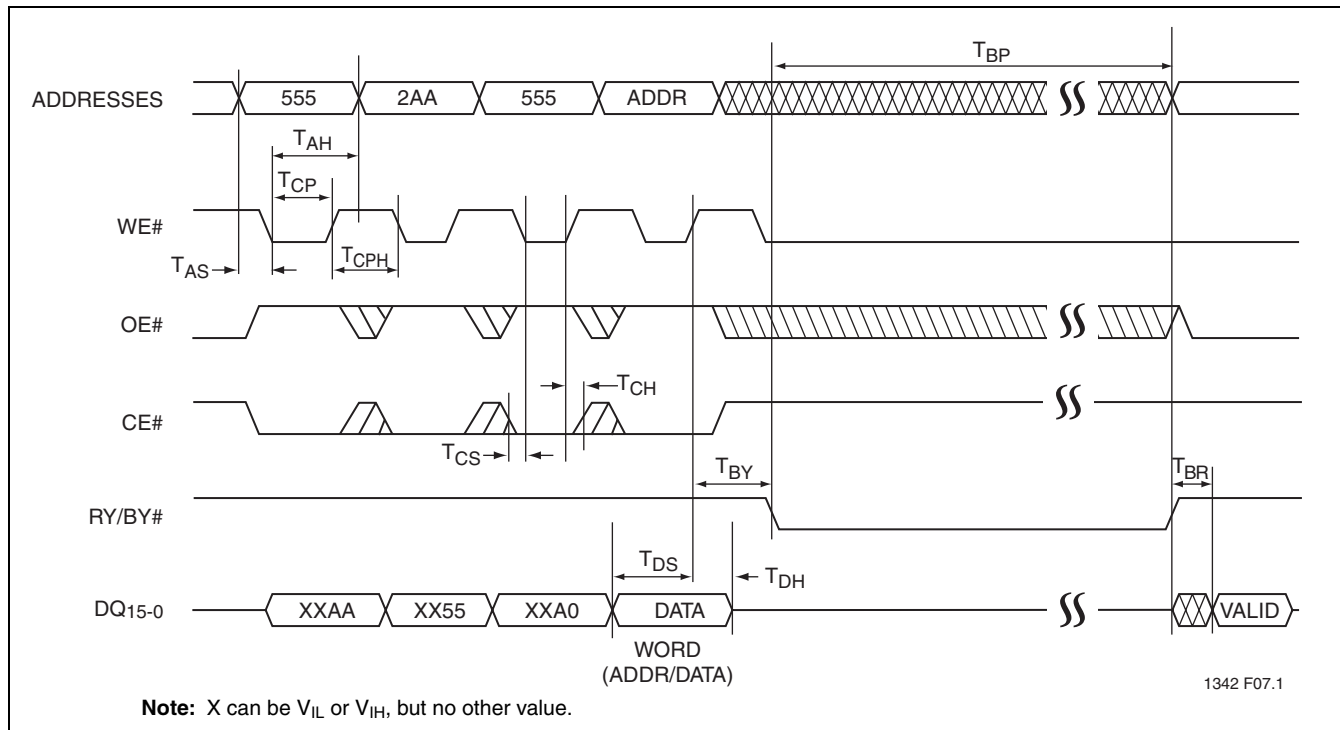 T_BP
ADDRESSES
555 2AA 555 ADDR
T_AH
T_CP
WE#
T_AS T_CPH
OE#
T_CH
CE#
T_CS
T_BY T_BR
RY/BY#
T_DS T_DH
DQ15-0 XXAA XX55 XXA0 DATA VALID
WORD
(ADDR/DATA)
1342 F07.1
Note: X can be V_IL or V_IH, but no other value.